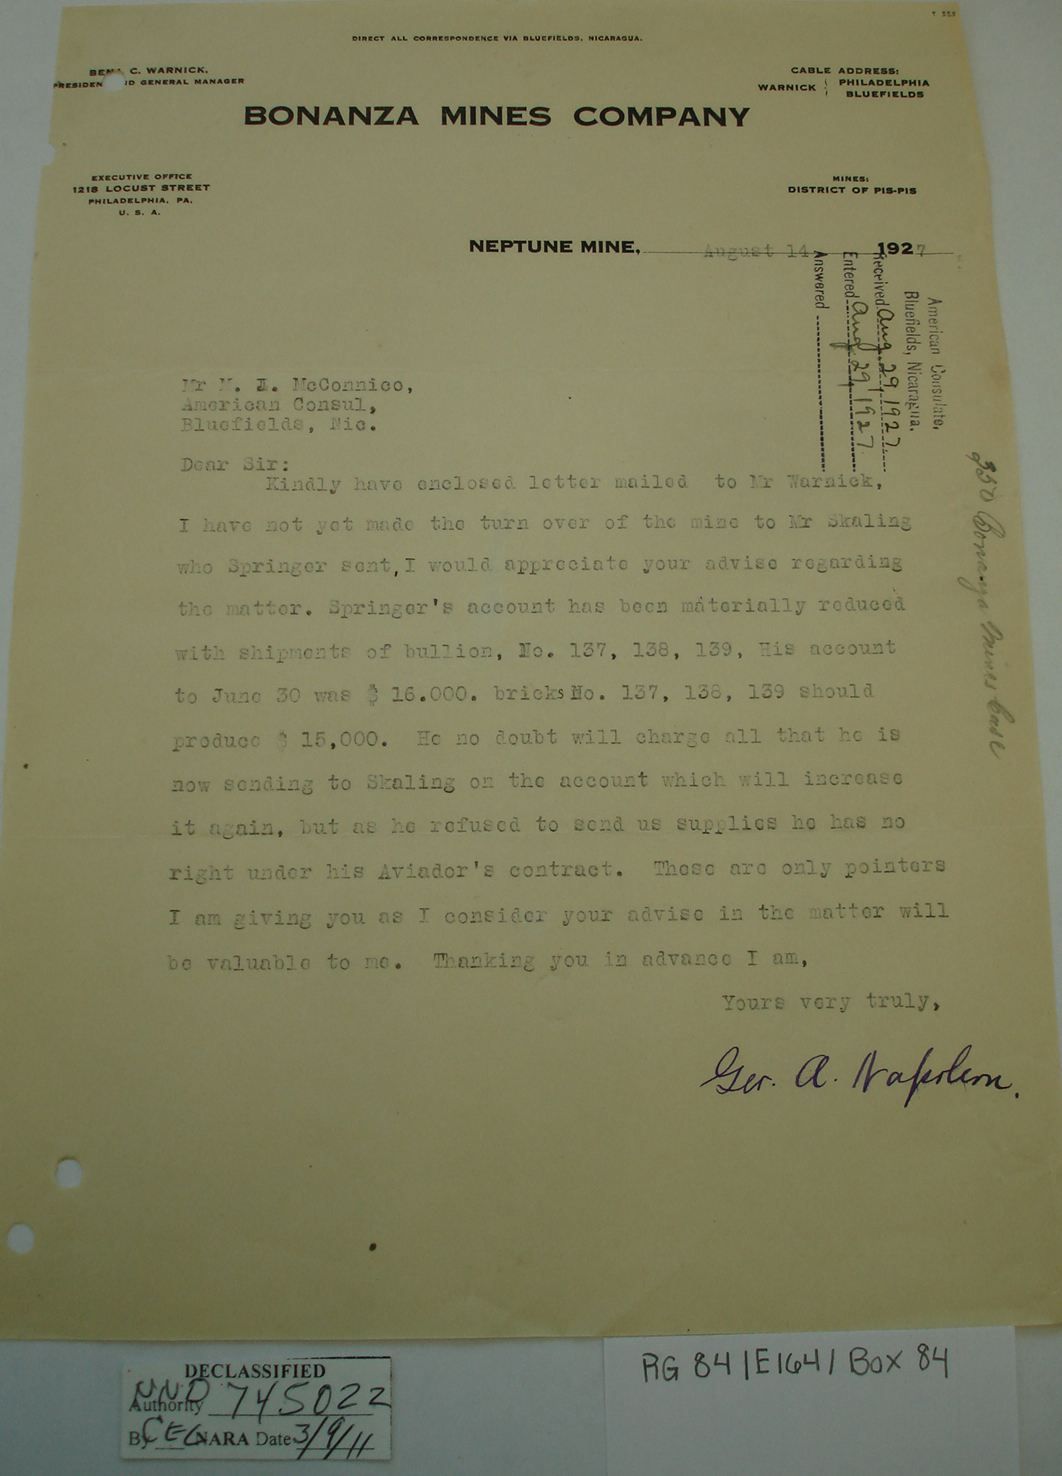 T 553
DIRECT ALL CORRESPONDENCE VIA BLUEFIELDS, NICARAGUA.
C. WARNICK,
GENERAL MANAGER
CABLE ADDRESS:
WARNICK { PHILADELPHIA
BLUEFIELDS
BONANZA MINES COMPANY
EXECUTIVE OFFICE
1218 LOCUST STREET
PHILADELPHIA, PA.
U. S. A.
MINES:
DISTRICT OF PIS-PIS
NEPTUNE MINE, August 14 1927
American Consulate,
Bluefields, Nicaragua.
Received Aug. 29, 1927.
Entered Aug. 29, 1927.
Answered
350 Bonanza Mines Case
Mr McConnico,
American Consul,
Bluefields, Nic.
Dear Sir:
Kindly have enclosed letter mailed to Mr Warnick,
I have not yet made the turn over of the mine to Mr Skaling
who Springer sent, I would appreciate your advise regarding
the matter. Springer's account has been materially reduced
with shipments of bullion, No. 137, 138, 139, His account
to June 30 was $ 16.000. bricks No. 137, 138, 139 should
produce $ 15,000. He no doubt will charge all that he is
now sending to Skaling on the account which will increase
it again, but as he refused to send us supplies he has no
right under his Aviador's contract. These are only pointers
I am giving you as I consider your advise in the matter will
be valuable to me. Thanking you in advance I am,
Yours very truly,
Geo. A. Napoleon.
DECLASSIFIED
Authority NND 745022
By CEG NARA Date 3/9/11
RG 84/E164/Box 84